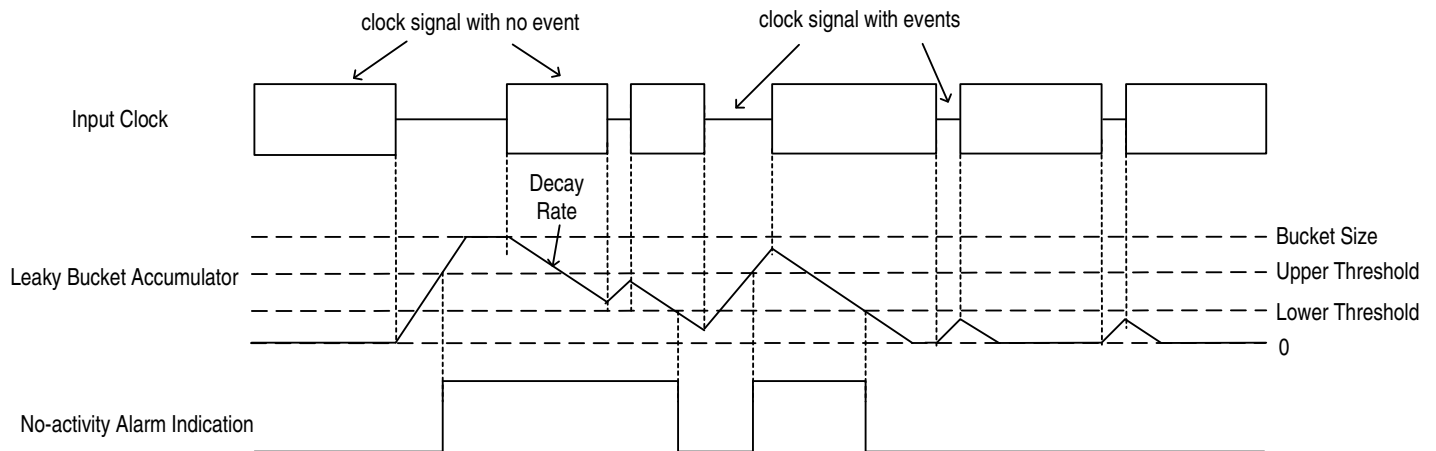 clock signal with no event
clock signal with events
Input Clock
Decay
Rate
Bucket Size
Leaky Bucket Accumulator
Upper Threshold
Lower Threshold
0
No-activity Alarm Indication